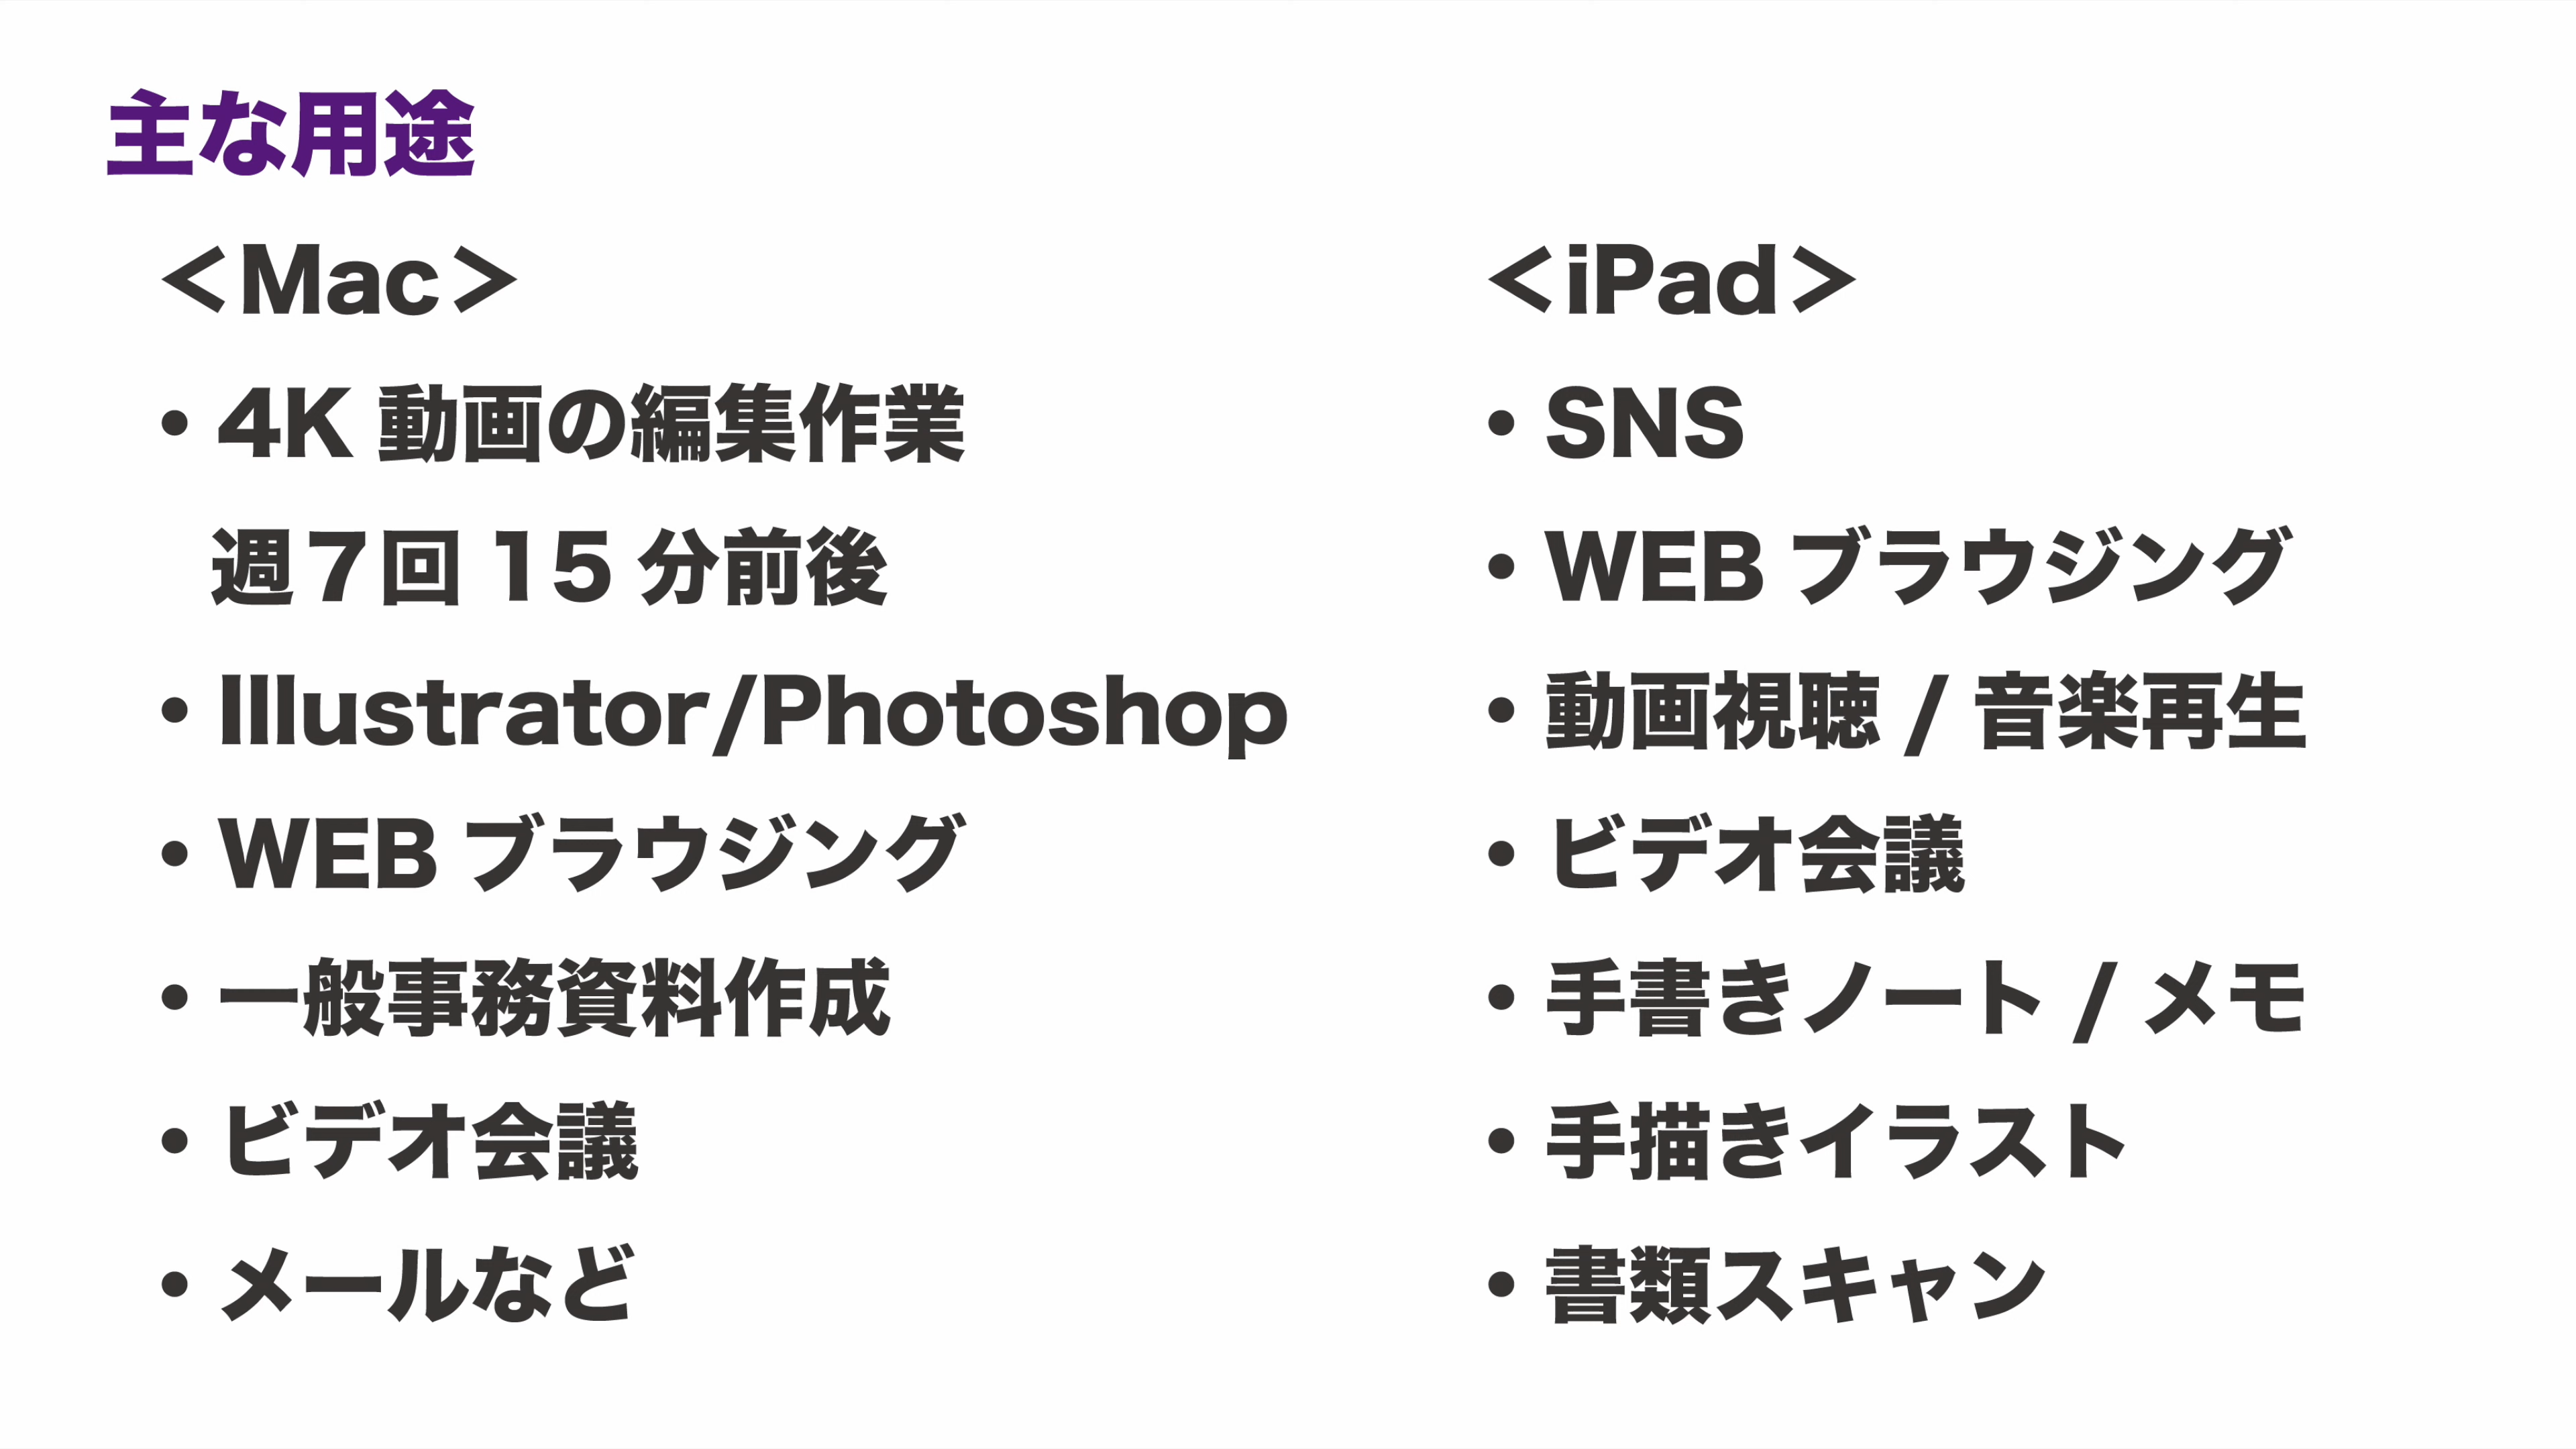 主な用途
＜Mac＞
・4K 動画の編集作業
週７回 15 分前後
・Illustrator/Photoshop
・WEB ブラウジング
・一般事務資料作成
・ビデオ会議
・メールなど
＜iPad＞
・SNS
・WEB ブラウジング
・動画視聴 / 音楽再生
・ビデオ会議
・手書きノート / メモ
・手描きイラスト
・書類スキャン